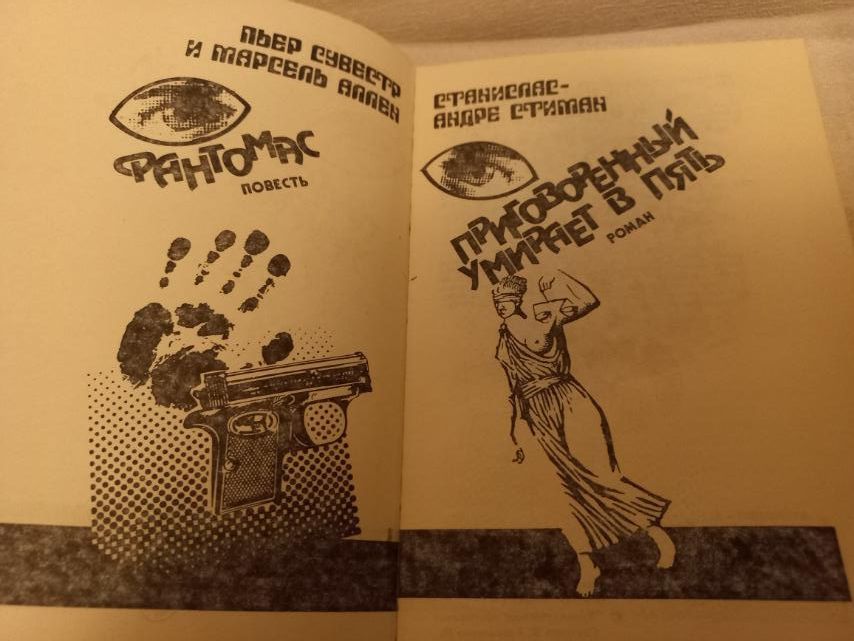 ПЬЕР СУВЕСТР
И МАРСЕЛЬ АЛЛЕН
ФАНТОМАС
ПОВЕСТЬ
СТАНИСЛАС-
АНДРЕ СТИМАН
ПРИГОВОРЕННЫЙ
УМИРАЕТ В ПЯТЬ
РОМАН